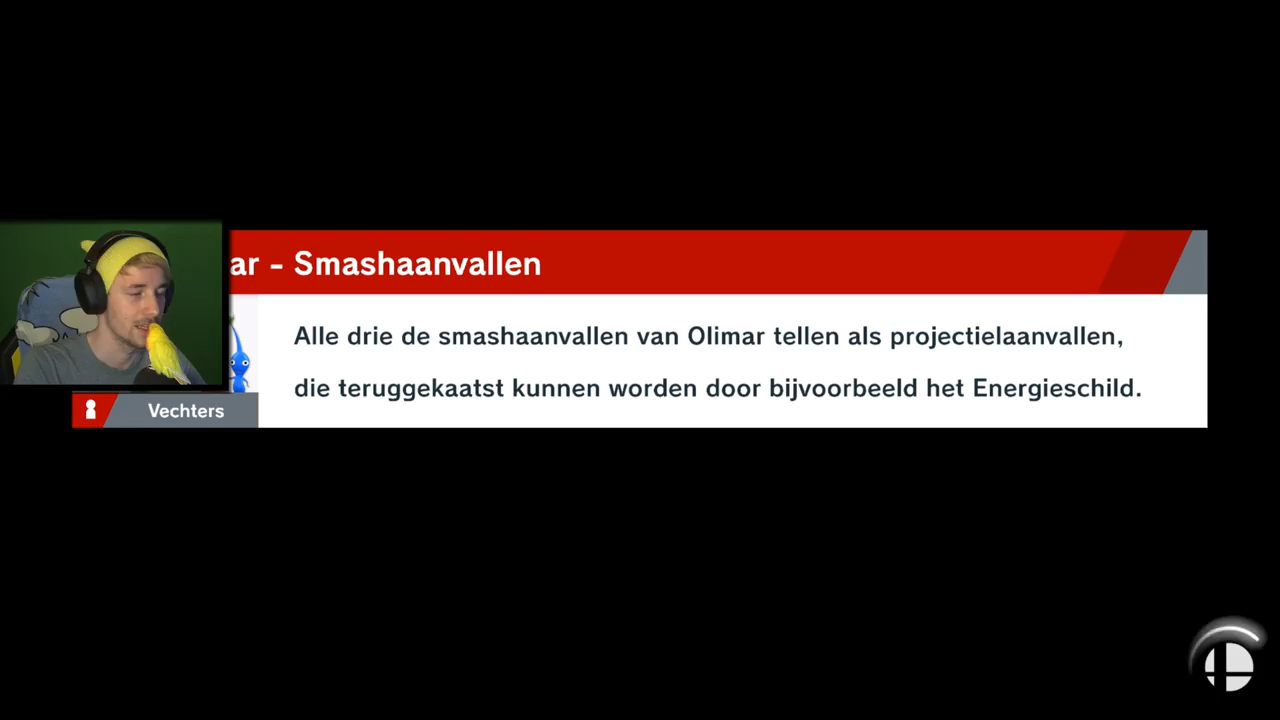 ar - Smashaanvallen
Alle drie de smashaanvallen van Olimar tellen als projectielaanvallen,
die teruggekaatst kunnen worden door bijvoorbeeld het Energieschild.
Vechters